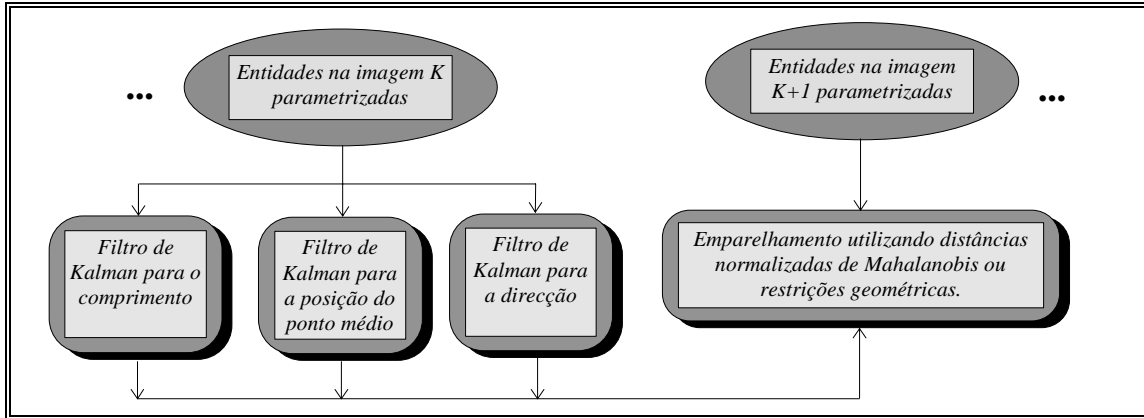 ...
Entidades na imagem K
parametrizadas
Entidades na imagem
K+1 parametrizadas
...
Filtro de
Kalman para o
comprimento
Filtro de
Kalman para
a posição do
ponto médio
Filtro de
Kalman para
a direcção
Emparelhamento utilizando distâncias
normalizadas de Mahalanobis ou
restrições geométricas.